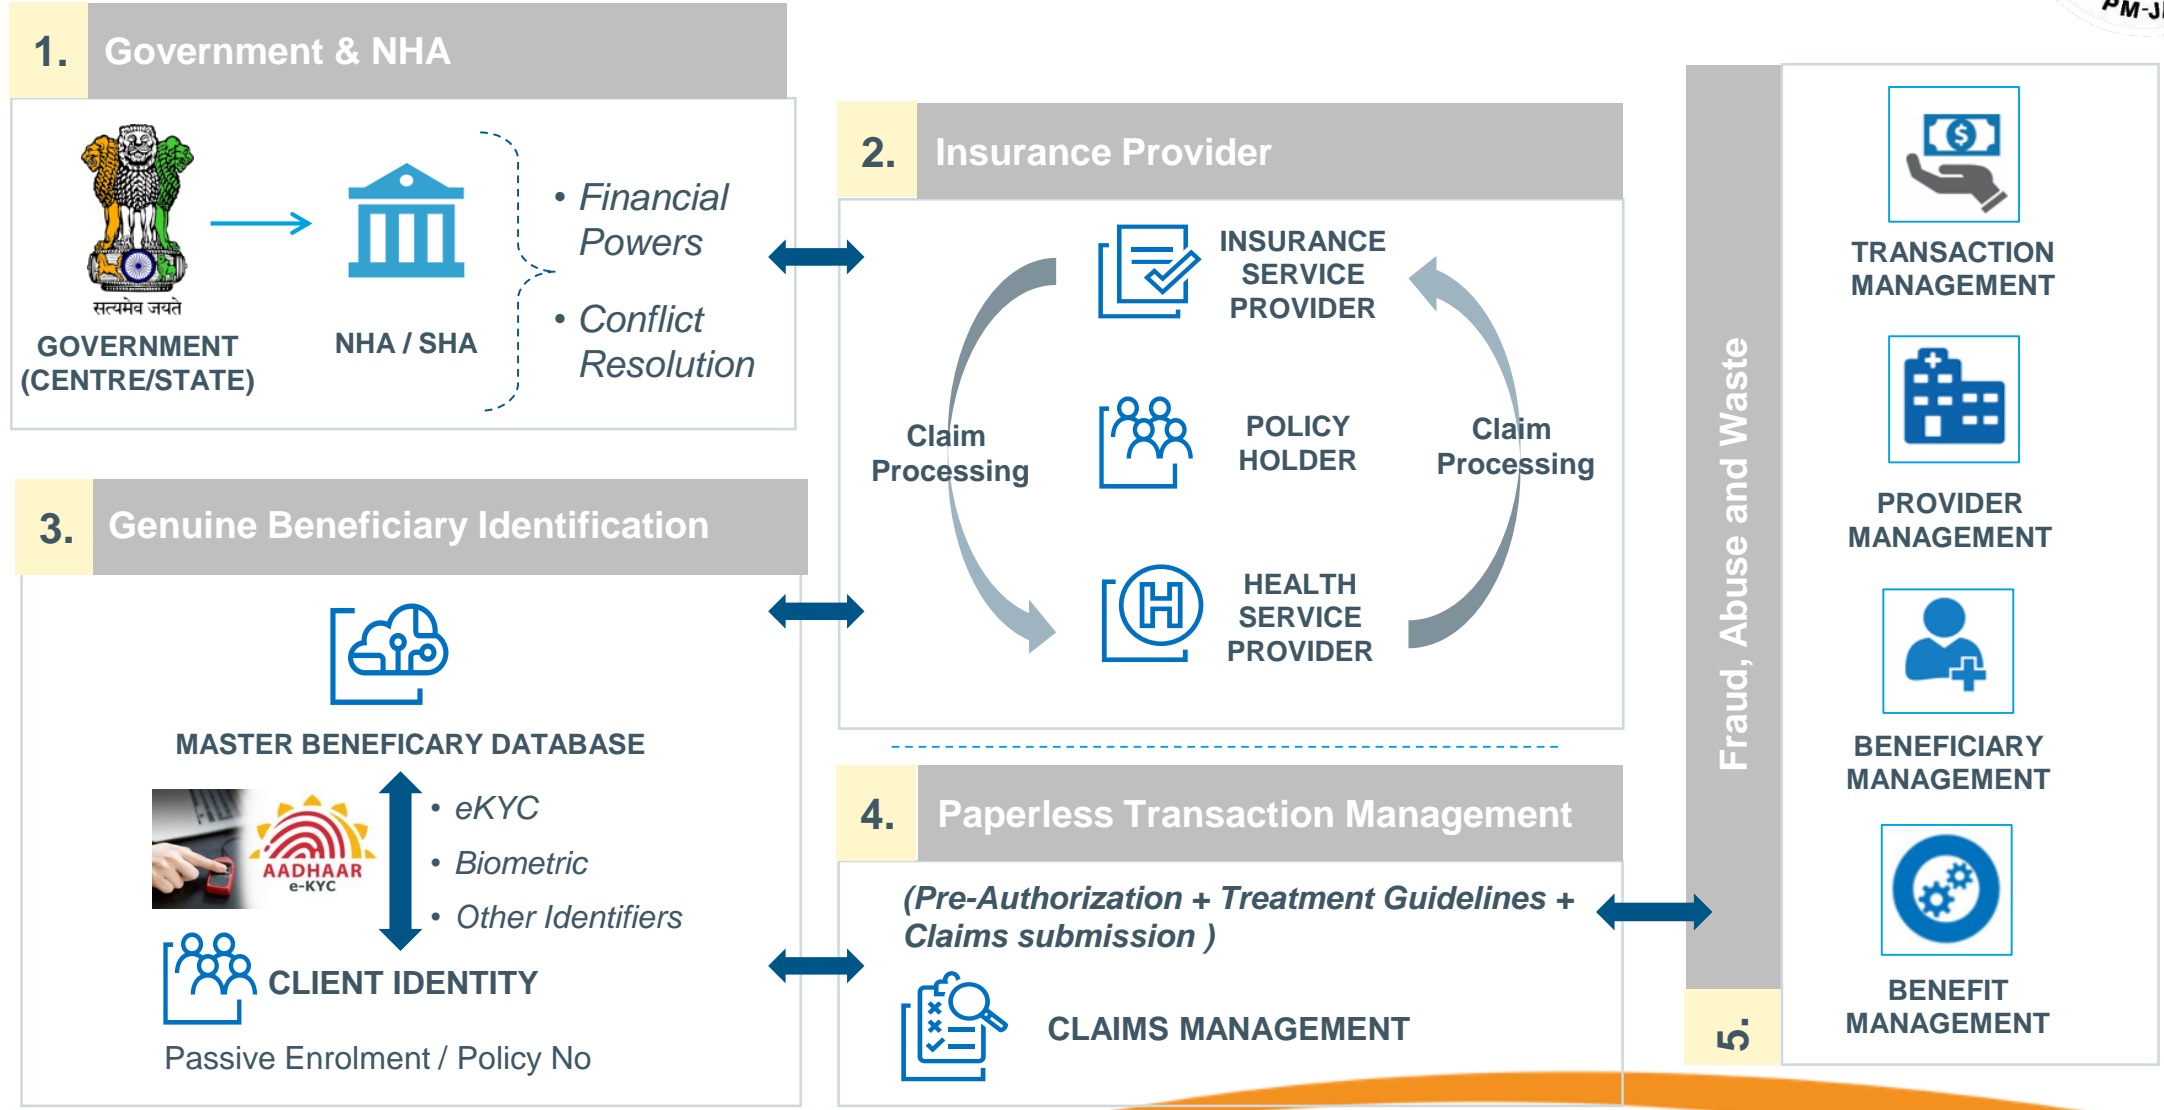 PM-J
1. Government & NHA
सत्यमेव जयते
GOVERNMENT
(CENTRE/STATE)
NHA / SHA
• Financial
Powers
• Conflict
Resolution
2. Insurance Provider
INSURANCE
SERVICE
PROVIDER
Claim
Processing
POLICY
HOLDER
Claim
Processing
HEALTH
SERVICE
PROVIDER
3. Genuine Beneficiary Identification
MASTER BENEFICARY DATABASE
AADHAAR
e-KYC
• eKYC
• Biometric
• Other Identifiers
CLIENT IDENTITY
Passive Enrolment / Policy No
4. Paperless Transaction Management
(Pre-Authorization + Treatment Guidelines +
Claims submission )
CLAIMS MANAGEMENT
5. Fraud, Abuse and Waste
TRANSACTION
MANAGEMENT
PROVIDER
MANAGEMENT
BENEFICIARY
MANAGEMENT
BENEFIT
MANAGEMENT